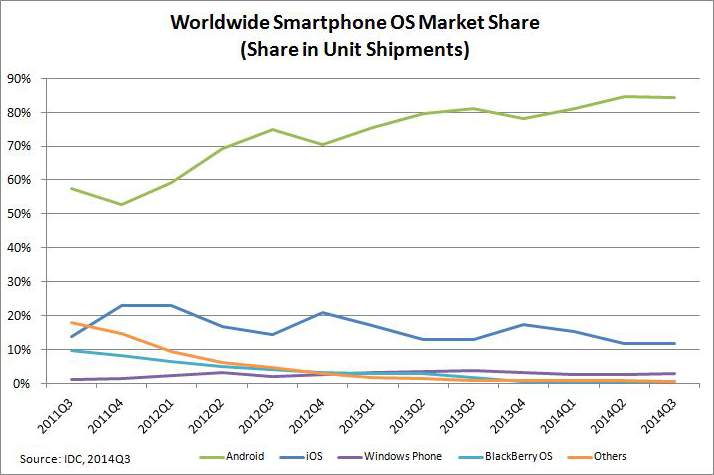 Worldwide Smartphone OS Market Share
(Share in Unit Shipments)
90%
80%
70%
60%
50%
40%
30%
20%
10%
0%
2011Q3 2011Q4 2012Q1 2012Q2 2012Q3 2012Q4 2013Q1 2013Q2 2013Q3 2013Q4 2014Q1 2014Q2 2014Q3
Source: IDC, 2014Q3 Android iOS Windows Phone BlackBerry OS Others